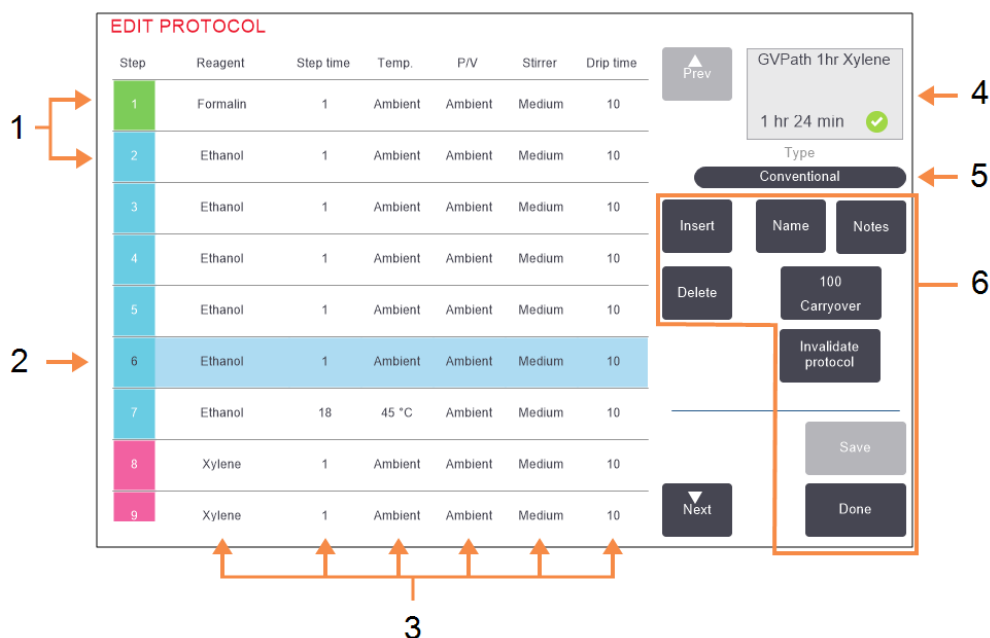 EDIT PROTOCOL
Step Reagent Step time Temp. P/V Stirrer Drip time
1 Formalin 1 Ambient Ambient Medium 10
2 Ethanol 1 Ambient Ambient Medium 10
3 Ethanol 1 Ambient Ambient Medium 10
4 Ethanol 1 Ambient Ambient Medium 10
5 Ethanol 1 Ambient Ambient Medium 10
6 Ethanol 1 Ambient Ambient Medium 10
7 Ethanol 18 45 °C Ambient Medium 10
8 Xylene 1 Ambient Ambient Medium 10
9 Xylene 1 Ambient Ambient Medium 10
Prev
GVPath 1hr Xylene
1 hr 24 min
Type
Conventional
Insert
Name
Notes
Delete
100
Carryover
Invalidate
protocol
Save
Next
Done
1
2
3
4
5
6